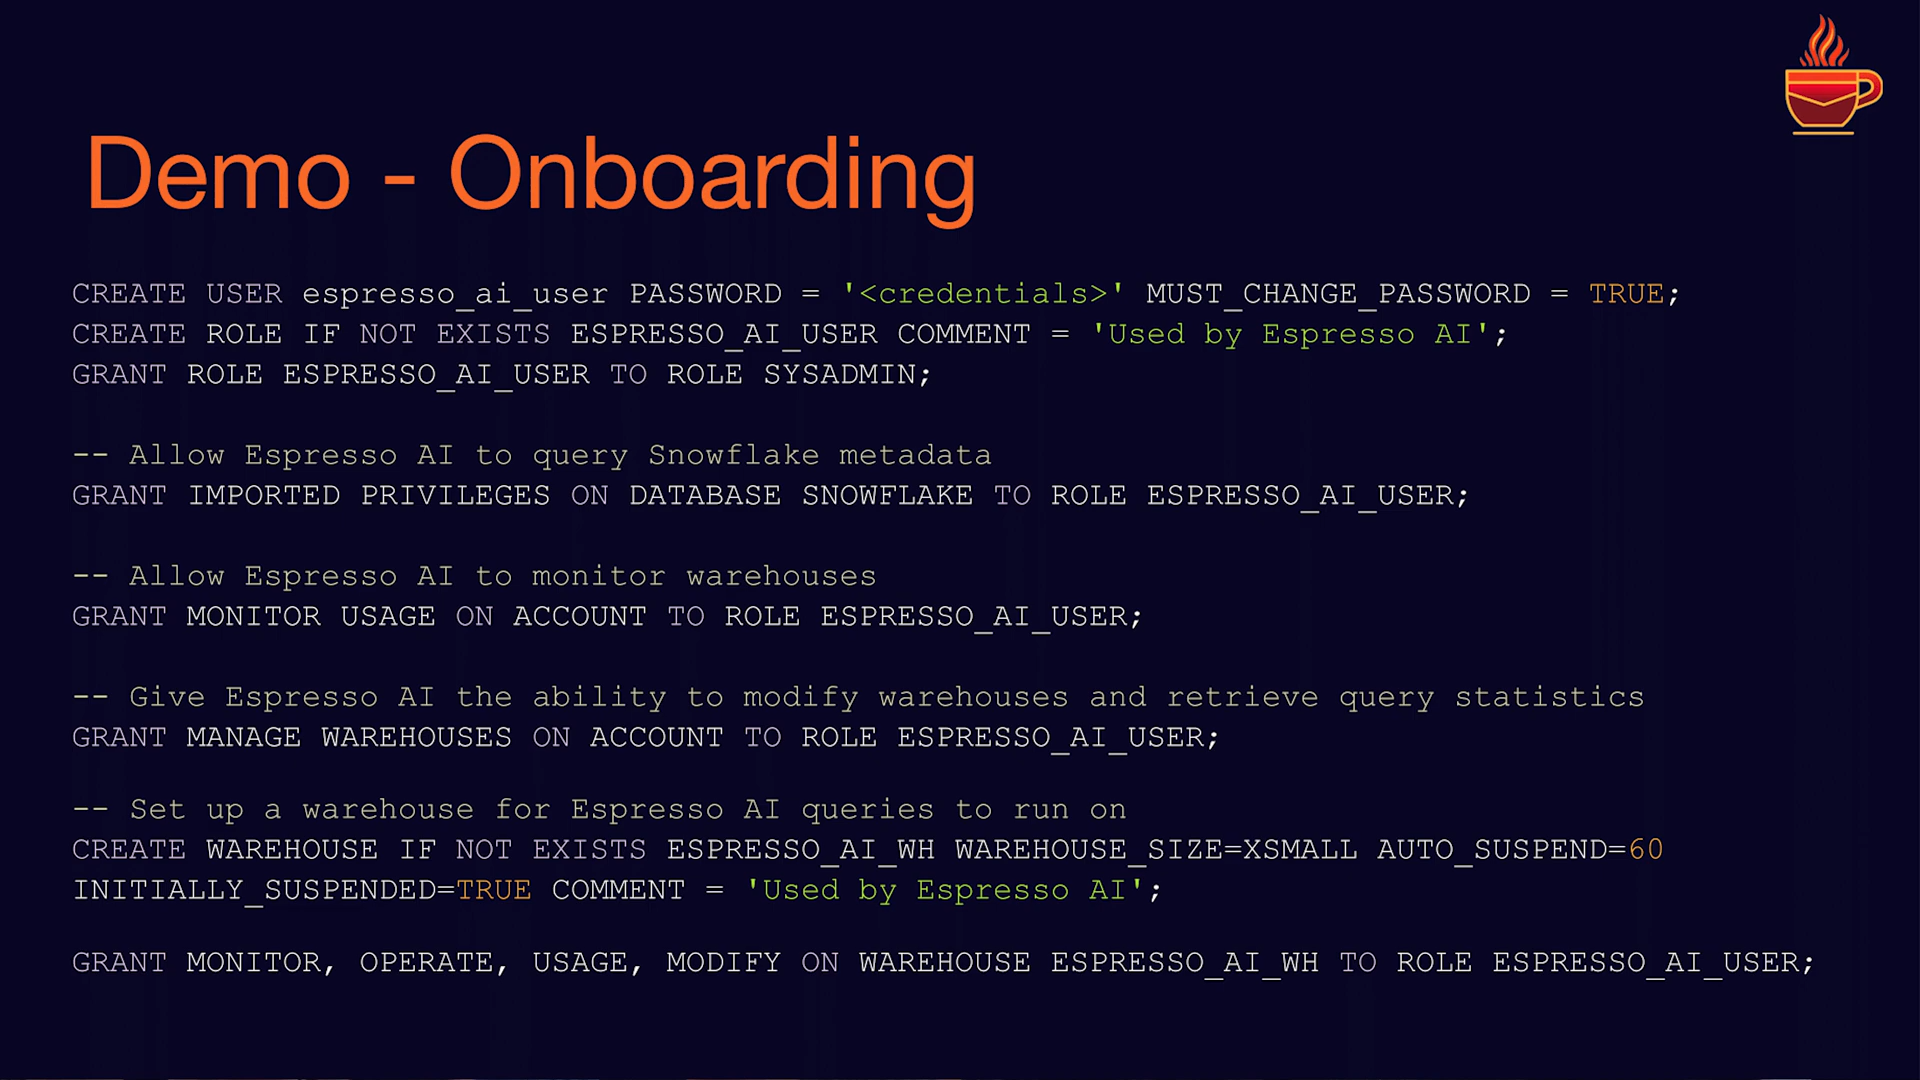 Demo - Onboarding
CREATE USER espresso_ai_user PASSWORD = '<credentials>' MUST_CHANGE_PASSWORD = TRUE;
CREATE ROLE IF NOT EXISTS ESPRESSO_AI_USER COMMENT = 'Used by Espresso AI';
GRANT ROLE ESPRESSO_AI_USER TO ROLE SYSADMIN;
-- Allow Espresso AI to query Snowflake metadata
GRANT IMPORTED PRIVILEGES ON DATABASE SNOWFLAKE TO ROLE ESPRESSO_AI_USER;
-- Allow Espresso AI to monitor warehouses
GRANT MONITOR USAGE ON ACCOUNT TO ROLE ESPRESSO_AI_USER;
-- Give Espresso AI the ability to modify warehouses and retrieve query statistics
GRANT MANAGE WAREHOUSES ON ACCOUNT TO ROLE ESPRESSO_AI_USER;
-- Set up a warehouse for Espresso AI queries to run on
CREATE WAREHOUSE IF NOT EXISTS ESPRESSO_AI_WH WAREHOUSE_SIZE=XSMALL AUTO_SUSPEND=60
INITIALLY_SUSPENDED=TRUE COMMENT = 'Used by Espresso AI';
GRANT MONITOR, OPERATE, USAGE, MODIFY ON WAREHOUSE ESPRESSO_AI_WH TO ROLE ESPRESSO_AI_USER;